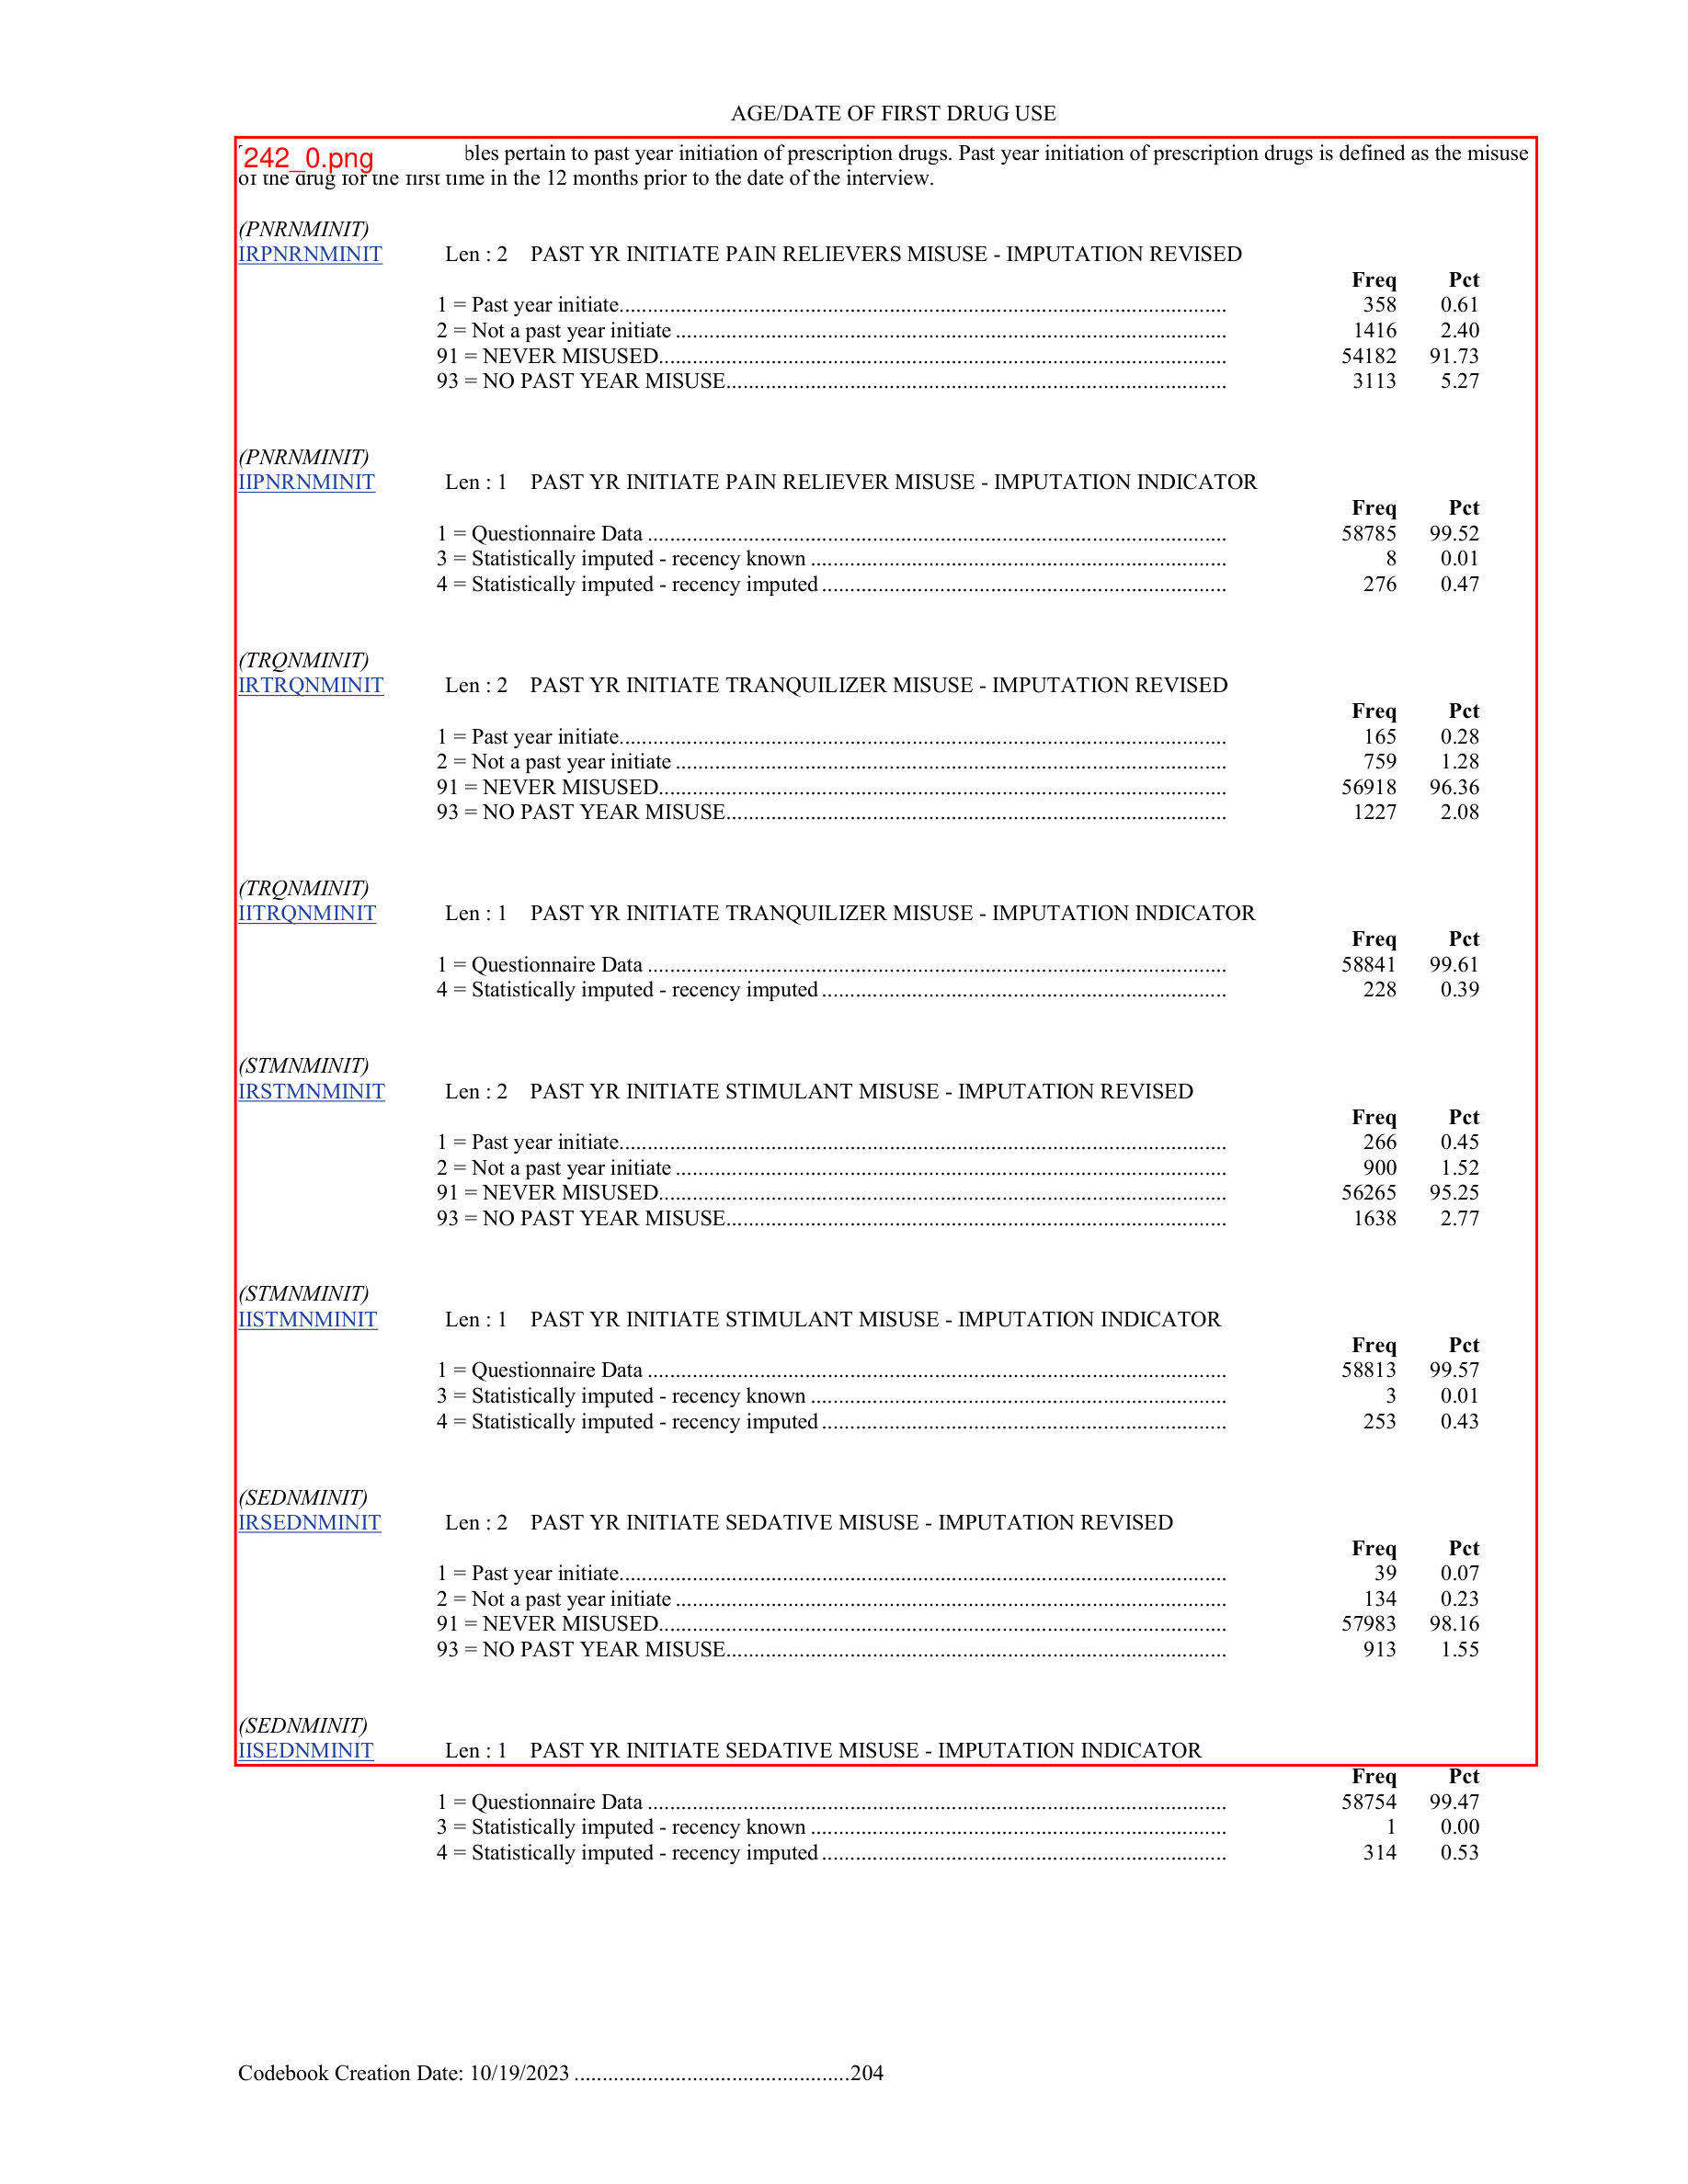 AGE/DATE OF FIRST DRUG USE
242_0.png bles pertain to past year initiation of prescription drugs. Past year initiation of prescription drugs is defined as the misuse
of the drug for the first time in the 12 months prior to the date of the interview.
(PNRNMINIT)
IRPNRNMINIT Len : 2 PAST YR INITIATE PAIN RELIEVERS MISUSE - IMPUTATION REVISED
Freq Pct
1 = Past year initiate.......... 358 0.61
2 = Not a past year initiate .......... 1416 2.40
91 = NEVER MISUSED.......... 54182 91.73
93 = NO PAST YEAR MISUSE.......... 3113 5.27
(PNRNMINIT)
IIPNRNMINIT Len : 1 PAST YR INITIATE PAIN RELIEVER MISUSE - IMPUTATION INDICATOR
Freq Pct
1 = Questionnaire Data .......... 58785 99.52
3 = Statistically imputed - recency known .......... 8 0.01
4 = Statistically imputed - recency imputed .......... 276 0.47
(TRQNMINIT)
IRTRQNMINIT Len : 2 PAST YR INITIATE TRANQUILIZER MISUSE - IMPUTATION REVISED
Freq Pct
1 = Past year initiate.......... 165 0.28
2 = Not a past year initiate .......... 759 1.28
91 = NEVER MISUSED.......... 56918 96.36
93 = NO PAST YEAR MISUSE.......... 1227 2.08
(TRQNMINIT)
IITRQNMINIT Len : 1 PAST YR INITIATE TRANQUILIZER MISUSE - IMPUTATION INDICATOR
Freq Pct
1 = Questionnaire Data .......... 58841 99.61
4 = Statistically imputed - recency imputed .......... 228 0.39
(STMNMINIT)
IRSTMNMINIT Len : 2 PAST YR INITIATE STIMULANT MISUSE - IMPUTATION REVISED
Freq Pct
1 = Past year initiate.......... 266 0.45
2 = Not a past year initiate .......... 900 1.52
91 = NEVER MISUSED.......... 56265 95.25
93 = NO PAST YEAR MISUSE.......... 1638 2.77
(STMNMINIT)
IISTMNMINIT Len : 1 PAST YR INITIATE STIMULANT MISUSE - IMPUTATION INDICATOR
Freq Pct
1 = Questionnaire Data .......... 58813 99.57
3 = Statistically imputed - recency known .......... 3 0.01
4 = Statistically imputed - recency imputed .......... 253 0.43
(SEDNMINIT)
IRSEDNMINIT Len : 2 PAST YR INITIATE SEDATIVE MISUSE - IMPUTATION REVISED
Freq Pct
1 = Past year initiate.......... 39 0.07
2 = Not a past year initiate .......... 134 0.23
91 = NEVER MISUSED.......... 57983 98.16
93 = NO PAST YEAR MISUSE.......... 913 1.55
(SEDNMINIT)
IISEDNMINIT Len : 1 PAST YR INITIATE SEDATIVE MISUSE - IMPUTATION INDICATOR
Freq Pct
1 = Questionnaire Data .......... 58754 99.47
3 = Statistically imputed - recency known .......... 1 0.00
4 = Statistically imputed - recency imputed .......... 314 0.53
Codebook Creation Date: 10/19/2023 ..........204